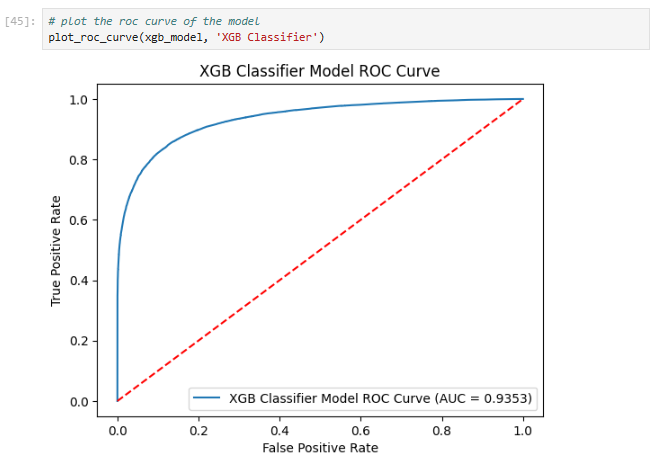 [45]: # plot the roc curve of the model
plot_roc_curve(xgb_model, 'XGB Classifier')
XGB Classifier Model ROC Curve
1.0
0.8
0.6
0.4
0.2
0.0
True Positive Rate
XGB Classifier Model ROC Curve (AUC = 0.9353)
0.0 0.2 0.4 0.6 0.8 1.0
False Positive Rate